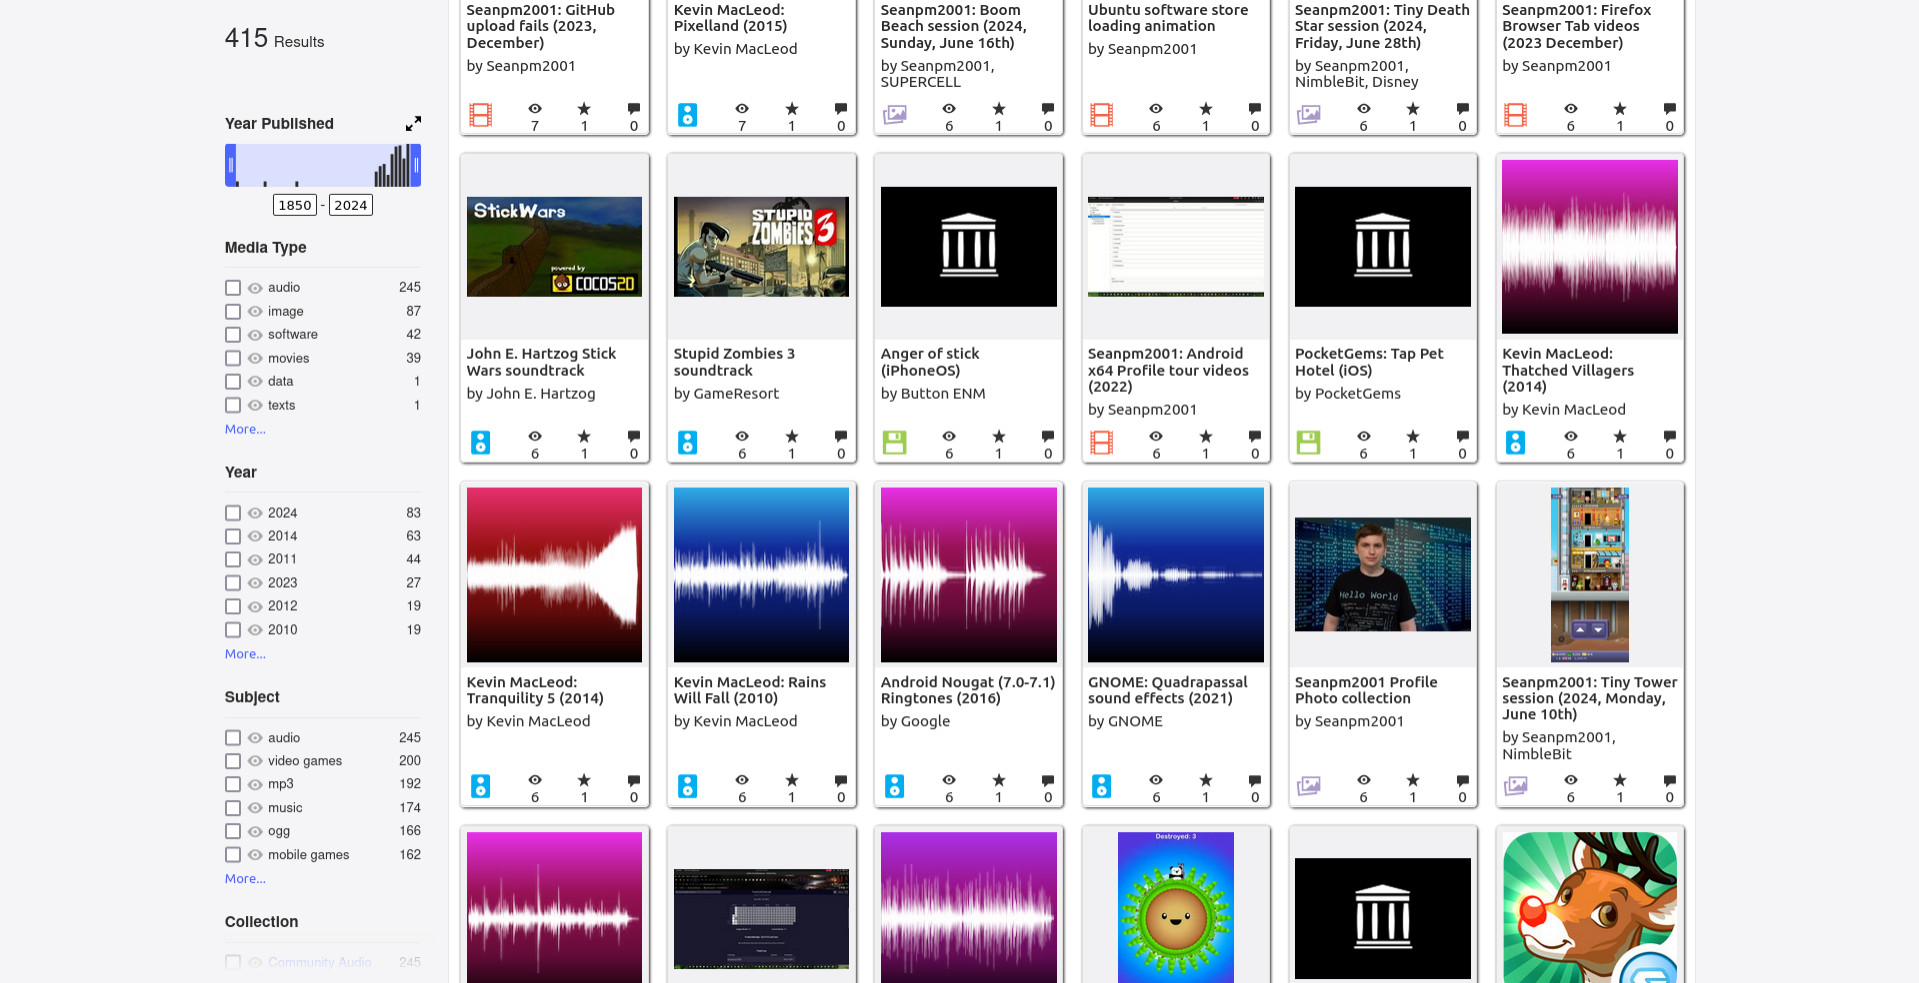 415 Results
Year Published
1850 - 2024
Media Type
audio 245
image 87
software 42
movies 39
data 1
texts 1
More...
Year
2024 83
2014 63
2011 44
2023 27
2012 19
2010 19
More...
Subject
audio 245
video games 200
mp3 192
music 174
ogg 166
mobile games 162
More...
Collection
Community Audio 245
Seanpm2001: GitHub
upload fails (2023,
December)
by Seanpm2001
7 1 0
Kevin MacLeod:
Pixelland (2015)
by Kevin MacLeod
7 1 0
Seanpm2001: Boom
Beach session (2024,
Sunday, June 16th)
by Seanpm2001,
SUPERCELL
6 1 0
Ubuntu software store
loading animation
by Seanpm2001
6 1 0
Seanpm2001: Tiny Death
Star session (2024,
Friday, June 28th)
by Seanpm2001,
NimbleBit, Disney
6 1 0
Seanpm2001: Firefox
Browser Tab videos
(2023 December)
by Seanpm2001
6 1 0
StickWars
powered by
COCOS2D
John E. Hartzog Stick
Wars soundtrack
by John E. Hartzog
6 1 0
STUPID
ZOMBIES 3
Stupid Zombies 3
soundtrack
by GameResort
6 1 0
Anger of stick
(iPhoneOS)
by Button ENM
6 1 0
Seanpm2001: Android
x64 Profile tour videos
(2022)
by Seanpm2001
6 1 0
PocketGems: Tap Pet
Hotel (iOS)
by PocketGems
6 1 0
Kevin MacLeod:
Thatched Villagers
(2014)
by Kevin MacLeod
6 1 0
Kevin MacLeod:
Tranquility 5 (2014)
by Kevin MacLeod
6 1 0
Kevin MacLeod: Rains
Will Fall (2010)
by Kevin MacLeod
6 1 0
Android Nougat (7.0-7.1)
Ringtones (2016)
by Google
6 1 0
GNOME: Quadrapassal
sound effects (2021)
by GNOME
6 1 0
Hello World
Seanpm2001 Profile
Photo collection
by Seanpm2001
6 1 0
Seanpm2001: Tiny Tower
session (2024, Monday,
June 10th)
by Seanpm2001,
NimbleBit
6 1 0
Destroyed: 3